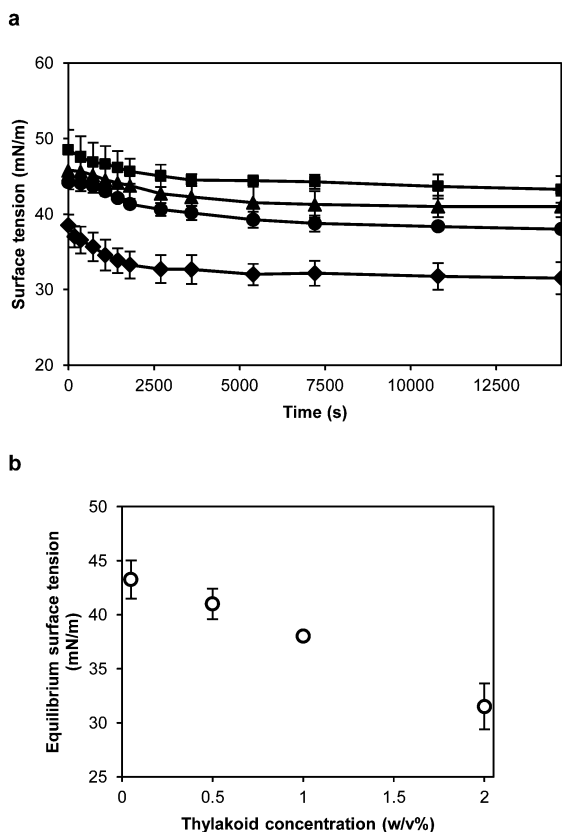 a
60
50
40
30
20
Surface tension (mN/m)
0 2500 5000 7500 10000 12500
Time (s)
b
50
45
40
35
30
25
Equilibrium surface tension
(mN/m)
0 0.5 1 1.5 2
Thylakoid concentration (w/v%)